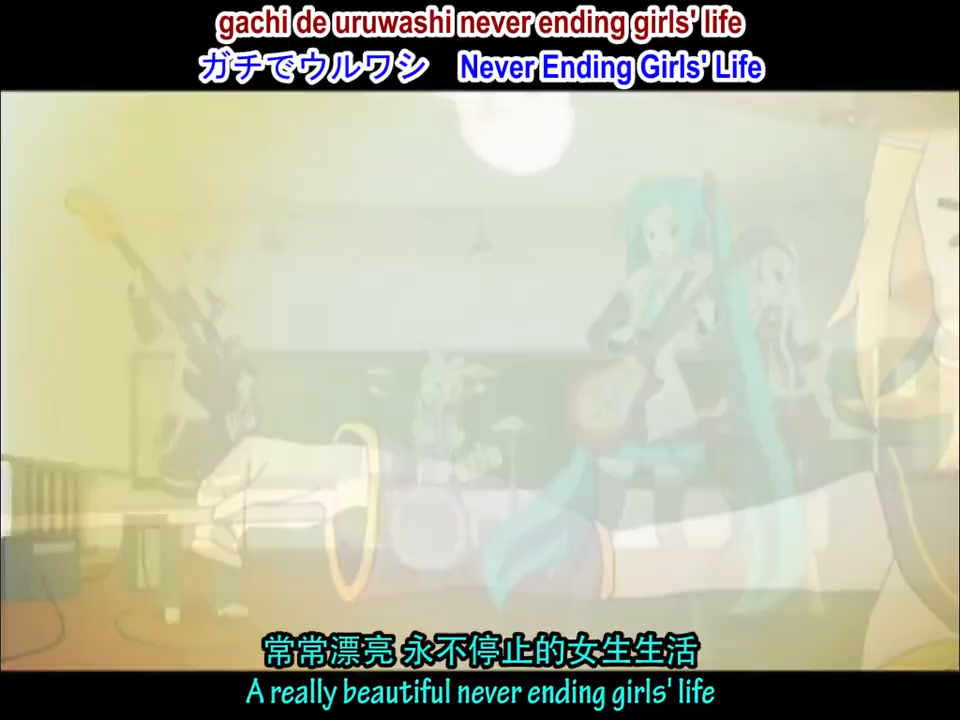 gachi de uruwashi never ending girls' life
ガチでウルワシ　Never Ending Girls' Life
常常漂亮 永不停止的女生生活
A really beautiful never ending girls' life